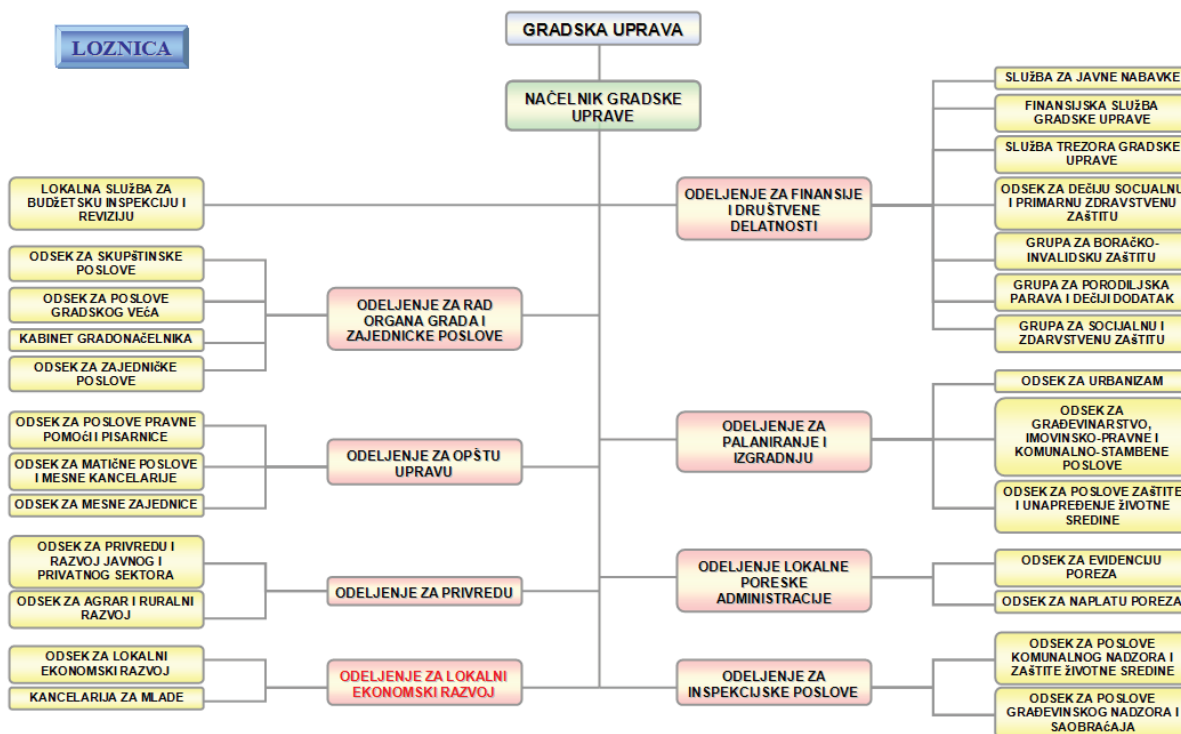 LOZNICA
GRADSKA UPRAVA
NAČELNIK GRADSKE
UPRAVE
LOKALNA SLUŽBA ZA
BUDŽETSKU INSPEKCIJU I
REVIZIJU
ODSEK ZA SKUPŠTINSKE
POSLOVE
ODSEK ZA POSLOVE
GRADSKOG VEĆA
KABINET GRADONAČELNIKA
ODSEK ZA ZAJEDNIČKE
POSLOVE
ODELJENJE ZA RAD
ORGANA GRADA I
ZAJEDNICKE POSLOVE
ODSEK ZA POSLOVE PRAVNE
POMOĆI I PISARNICE
ODSEK ZA MATIČNE POSLOVE
I MESNE KANCELARIJE
ODSEK ZA MESNE ZAJEDNICE
ODELJENJE ZA OPŠTU
UPRAVU
ODSEK ZA PRIVREDU I
RAZVOJ JAVNOG I
PRIVATNOG SEKTORA
ODSEK ZA AGRAR I RURALNI
RAZVOJ
ODELJENJE ZA PRIVREDU
ODSEK ZA LOKALNI
EKONOMSKI RAZVOJ
KANCELARIJA ZA MLADE
ODELJENJE ZA LOKALNI
EKONOMSKI RAZVOJ
ODELJENJE ZA FINANSIJE
I DRUŠTVENE
DELATNOSTI
SLUŽBA ZA JAVNE NABAVKE
FINANSIJSKA SLUŽBA
GRADSKE UPRAVE
SLUŽBA TREZORA GRADSKE
UPRAVE
ODSEK ZA DEČIJU SOCIJALNU
I PRIMARNU ZDRAVSTVENU
ZAŠTITU
GRUPA ZA BORAČKO-
INVALIDSKU ZAŠTITU
GRUPA ZA PORODILJSKA
PARAVA I DEČIJI DODATAK
GRUPA ZA SOCIJALNU I
ZDARVSTVENU ZAŠTITU
ODELJENJE ZA
PALANIRANJE I
IZGRADNJU
ODSEK ZA URBANIZAM
ODSEK ZA
GRAĐEVINARSTVO,
IMOVINSKO-PRAVNE I
KOMUNALNO-STAMBENE
POSLOVE
ODSEK ZA POSLOVE ZAŠTITE
I UNAPREĐENJE ŽIVOTNE
SREDINE
ODELJENJE LOKALNE
PORESKE
ADMINISTRACIJE
ODSEK ZA EVIDENCIJU
POREZA
ODSEK ZA NAPLATU POREZA
ODELJENJE ZA
INSPEKCIJSKE POSLOVE
ODSEK ZA POSLOVE
KOMUNALNOG NADZORA I
ZAŠTITE ŽIVOTNE SREDINE
ODSEK ZA POSLOVE
GRAĐEVINSKOG NADZORA I
SAOBRAĆAJA